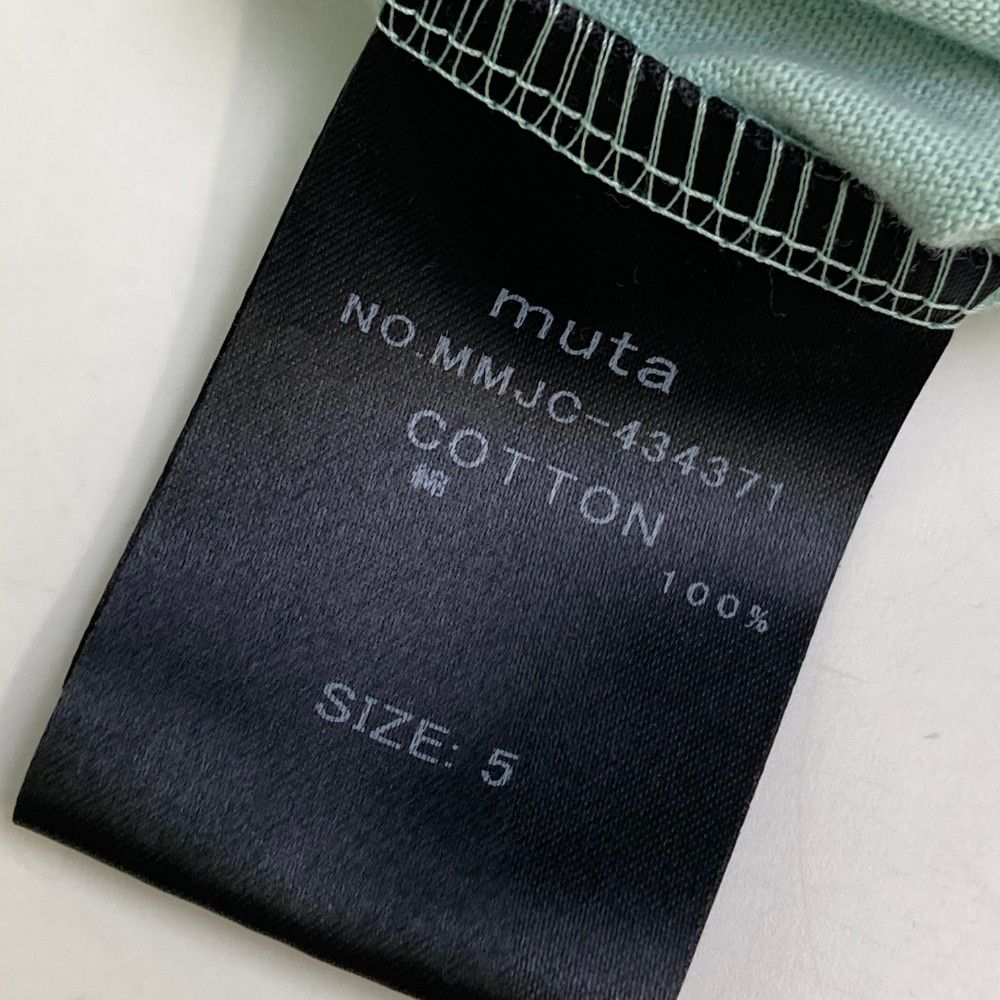 muta
NO.MMJC-434371
COTTON
綿
100%
SIZE: 5